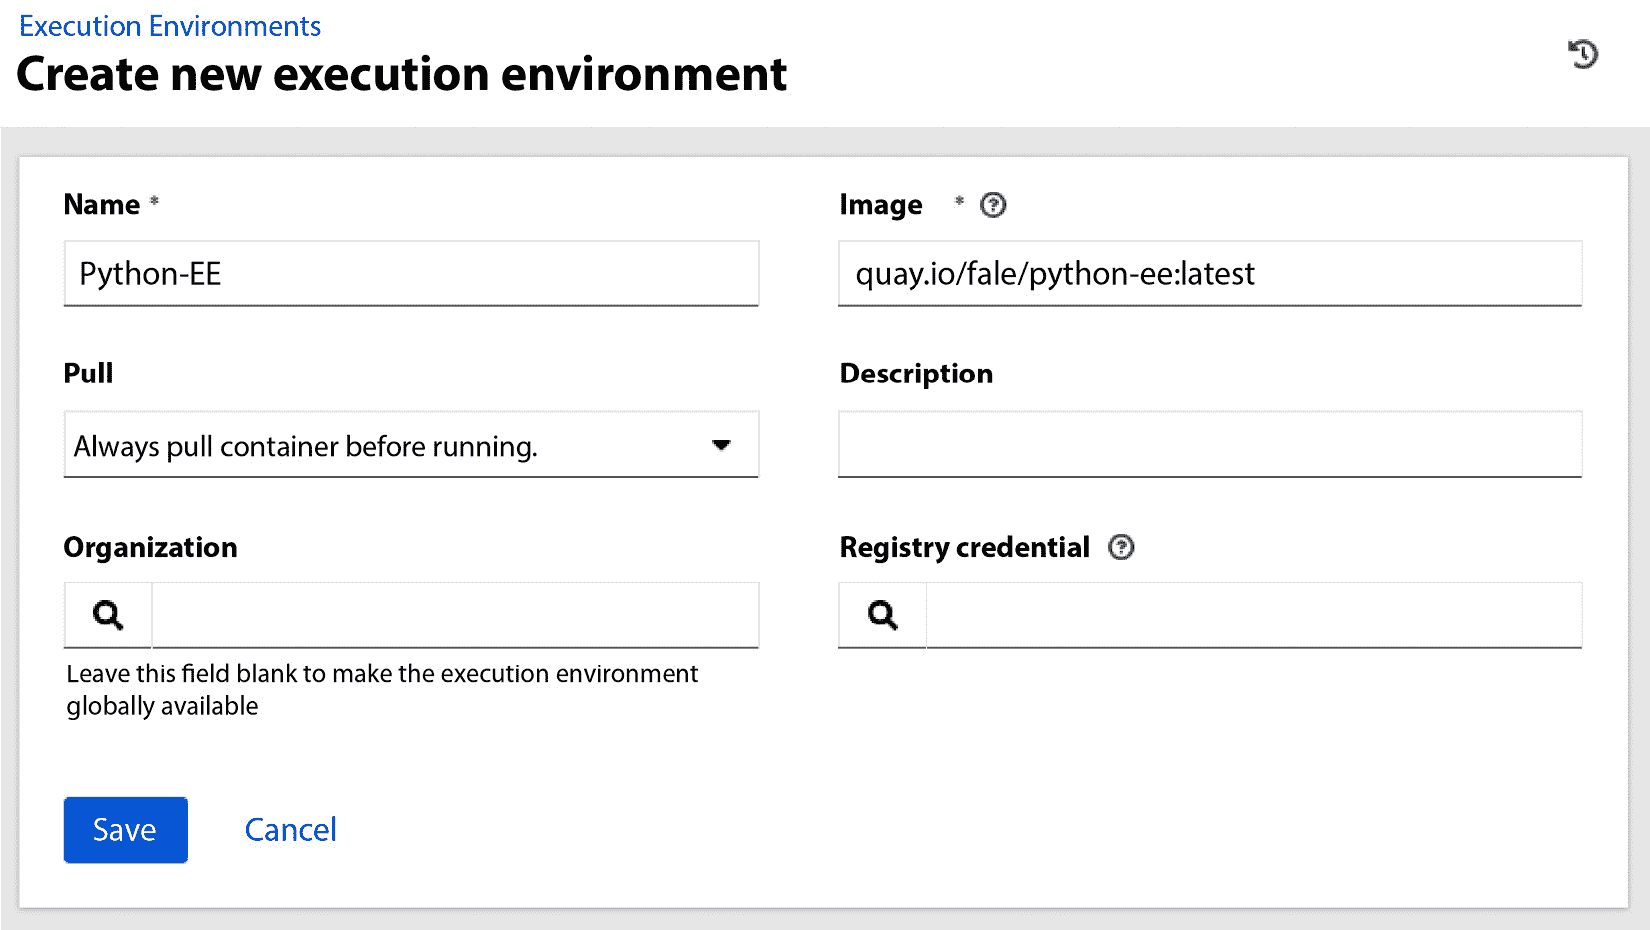 Execution Environments
Create new execution environment
Name *
Image * ?
Python-EE
quay.io/fale/python-ee:latest
Pull
Description
Always pull container before running.
Organization
Registry credential ?
Leave this field blank to make the execution environment
globally available
Save
Cancel